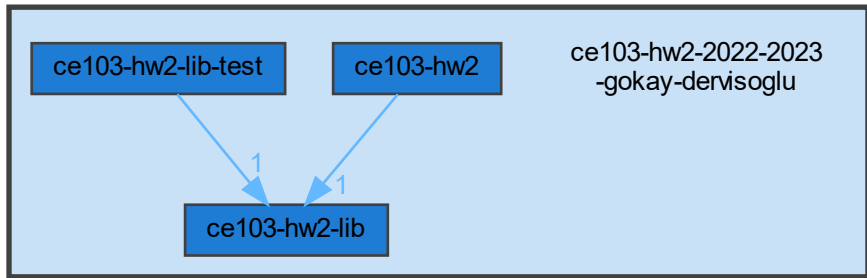 ce103-hw2-lib-test
ce103-hw2
ce103-hw2-2022-2023
-gokay-dervisoglu
1
1
ce103-hw2-lib